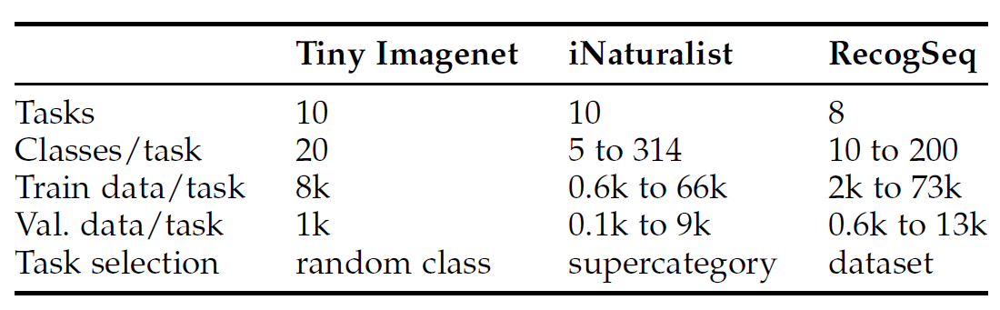 Tiny Imagenet iNaturalist RecogSeq
Tasks 10 10 8
Classes/task 20 5 to 314 10 to 200
Train data/task 8k 0.6k to 66k 2k to 73k
Val. data/task 1k 0.1k to 9k 0.6k to 13k
Task selection random class supercategory dataset